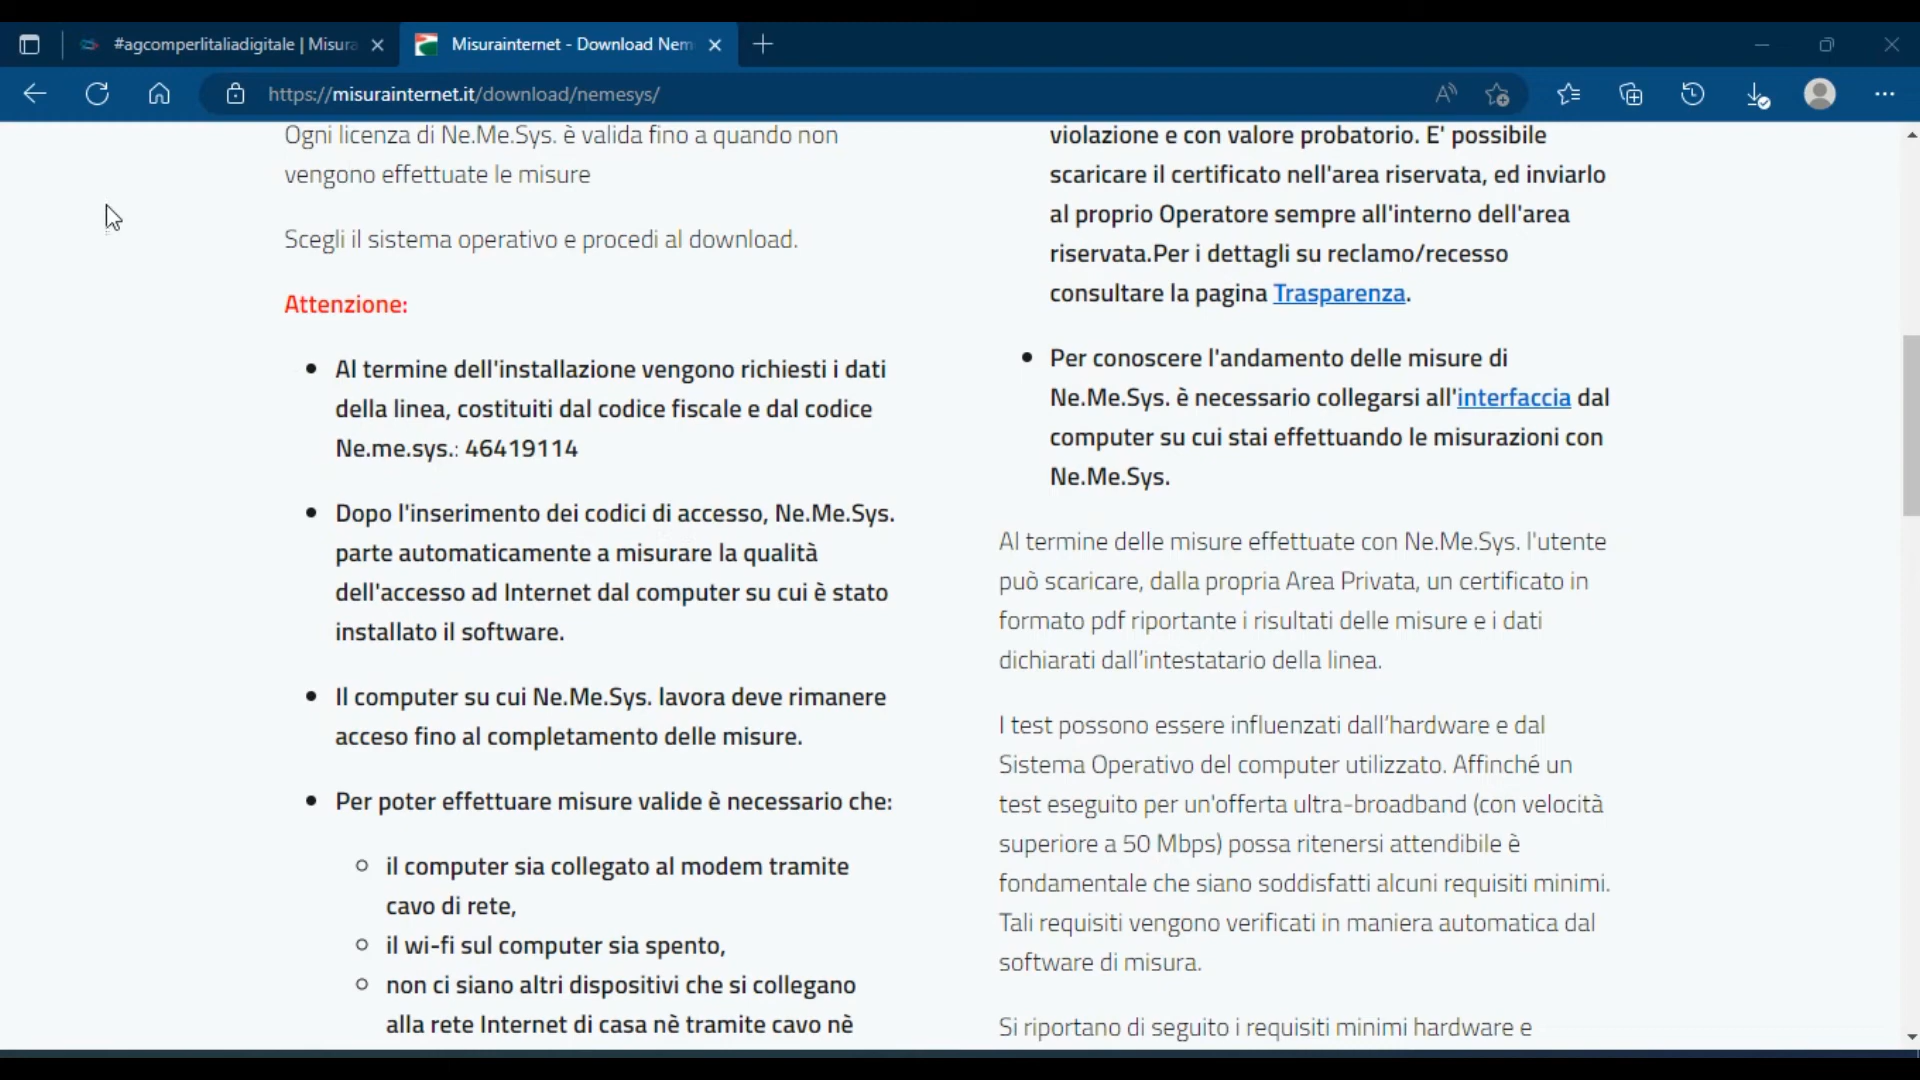 #agcomperlitaliadigitale | Misura
Misurainternet - Download Nem
https://misurainternet.it/download/nemesys/
Ogni licenza di Ne.Me.Sys. è valida fino a quando non
vengono effettuate le misure
Scegli il sistema operativo e procedi al download.
Attenzione:
• Al termine dell'installazione vengono richiesti i dati
della linea, costituiti dal codice fiscale e dal codice
Ne.me.sys.: 46419114
• Dopo l'inserimento dei codici di accesso, Ne.Me.Sys.
parte automaticamente a misurare la qualità
dell'accesso ad Internet dal computer su cui è stato
installato il software.
• Il computer su cui Ne.Me.Sys. lavora deve rimanere
acceso fino al completamento delle misure.
• Per poter effettuare misure valide è necessario che:
○ il computer sia collegato al modem tramite
cavo di rete,
○ il wi-fi sul computer sia spento,
○ non ci siano altri dispositivi che si collegano
alla rete Internet di casa nè tramite cavo nè
violazione e con valore probatorio. E' possibile
scaricare il certificato nell'area riservata, ed inviarlo
al proprio Operatore sempre all'interno dell'area
riservata.Per i dettagli su reclamo/recesso
consultare la pagina Trasparenza.
• Per conoscere l'andamento delle misure di
Ne.Me.Sys. è necessario collegarsi all'interfaccia dal
computer su cui stai effettuando le misurazioni con
Ne.Me.Sys.
Al termine delle misure effettuate con Ne.Me.Sys. l'utente
può scaricare, dalla propria Area Privata, un certificato in
formato pdf riportante i risultati delle misure e i dati
dichiarati dall’intestatario della linea.
I test possono essere influenzati dall’hardware e dal
Sistema Operativo del computer utilizzato. Affinché un
test eseguito per un'offerta ultra-broadband (con velocità
superiore a 50 Mbps) possa ritenersi attendibile è
fondamentale che siano soddisfatti alcuni requisiti minimi.
Tali requisiti vengono verificati in maniera automatica dal
software di misura.
Si riportano di seguito i requisiti minimi hardware e